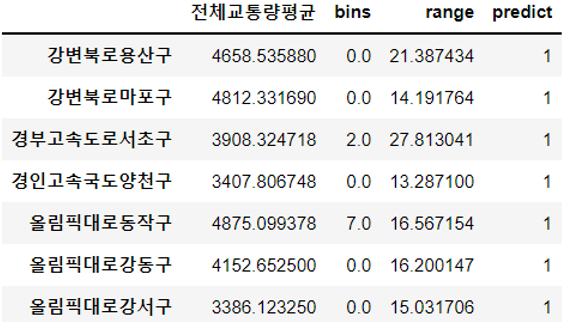 전체교통량평균 bins range predict
강변북로용산구 4658.535880 0.0 21.387434 1
강변북로마포구 4812.331690 0.0 14.191764 1
경부고속도로서초구 3908.324718 2.0 27.813041 1
경인고속국도양천구 3407.806748 0.0 13.287100 1
올림픽대로동작구 4875.099378 7.0 16.567154 1
올림픽대로강동구 4152.652500 0.0 16.200147 1
올림픽대로강서구 3386.123250 0.0 15.031706 1